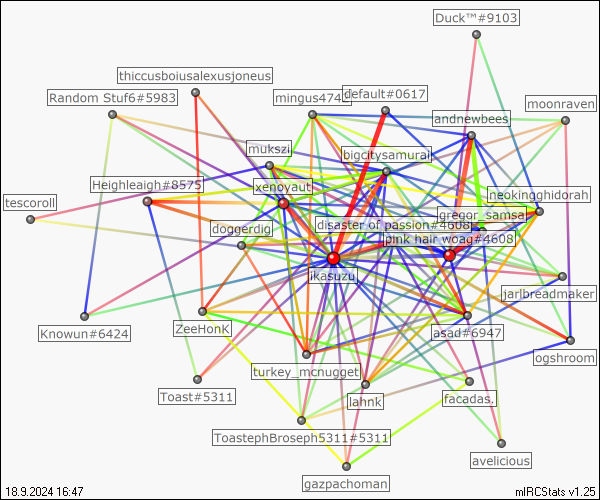 Duck™#9103
thiccusboiusalexusjoneus
Random Stuf6#5983
mingus4742
default#0617
moonraven
andnewbees
mukszi
bigcitysamurai
Heighleaigh#8575
xenoyaut
neokingghidorah
tescoroll
gregor_samsa
disaster of passion#4608
doggerdig
pink hair woag#4608
ikasuzu
jarlbreadmaker
Knowun#6424
ZeeHonK
asad#6947
ogshroom
turkey_mcnugget
Toast#5311
lahnk
facadas.
ToastephBroseph5311#5311
avelicious
gazpachoman
18.9.2024 16:47
mIRCStats v1.25